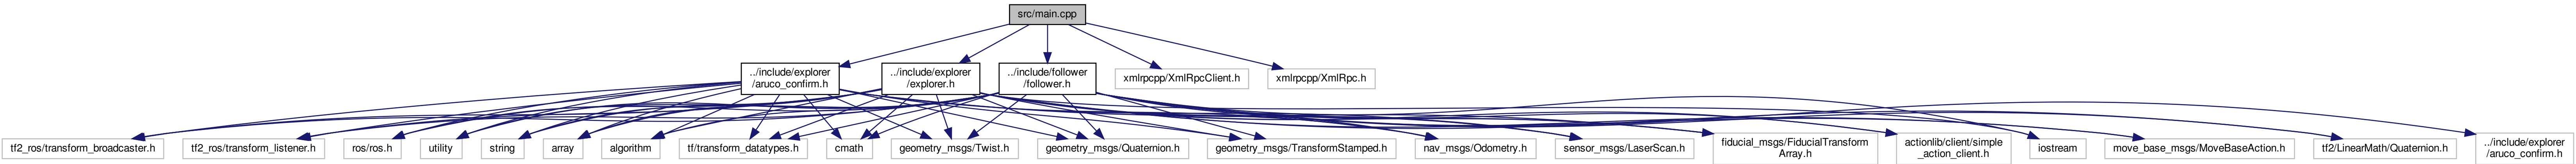 src/main.cpp
../include/explorer
/aruco_confirm.h
../include/explorer
/explorer.h
../include/follower
/follower.h
xmlrpcpp/XmlRpcClient.h
xmlrpcpp/XmlRpc.h
tf2_ros/transform_broadcaster.h
tf2_ros/transform_listener.h
ros/ros.h
utility
string
array
algorithm
tf/transform_datatypes.h
cmath
geometry_msgs/Twist.h
geometry_msgs/Quaternion.h
geometry_msgs/TransformStamped.h
nav_msgs/Odometry.h
sensor_msgs/LaserScan.h
fiducial_msgs/FiducialTransform
Array.h
actionlib/client/simple
_action_client.h
iostream
move_base_msgs/MoveBaseAction.h
tf2/LinearMath/Quaternion.h
../include/explorer
/aruco_confirm.h